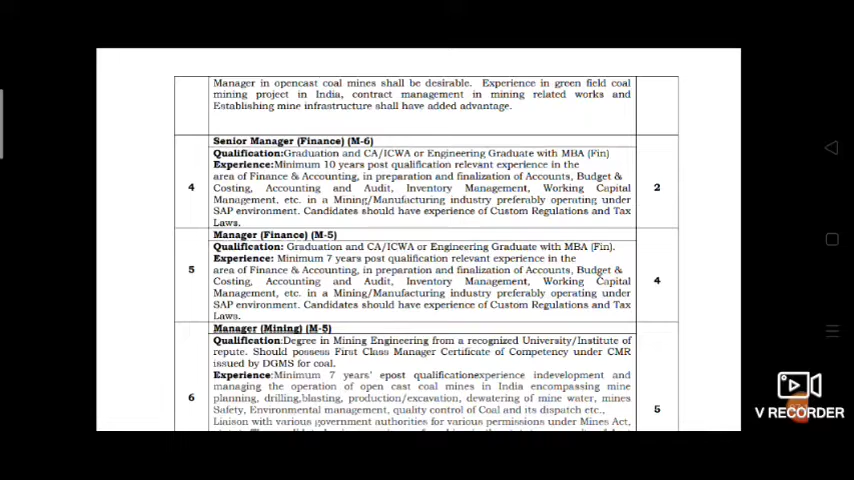 Manager in opencast coal mines shall be desirable. Experience in green field coal
mining project in India, contract management in mining related works and
Establishing mine infrastructure shall have added advantage.
Senior Manager (Finance) (M-6)
Qualification:Graduation and CA/ICWA or Engineering Graduate with MBA (Fin)
Experience:Minimum 10 years post qualification relevant experience in the
area of Finance & Accounting, in preparation and finalization of Accounts, Budget &
4 Costing, Accounting and Audit, Inventory Management, Working Capital 2
Management, etc. in a Mining/Manufacturing industry preferably operating under
SAP environment. Candidates should have experience of Custom Regulations and Tax
Laws.
Manager (Finance) (M-5)
Qualification: Graduation and CA/ICWA or Engineering Graduate with MBA (Fin).
Experience: Minimum 7 years post qualification relevant experience in the
5 area of Finance & Accounting, in preparation and finalization of Accounts, Budget &
Costing, Accounting and Audit, Inventory Management, Working Capital 4
Management, etc. in a Mining/Manufacturing industry preferably operating under
SAP environment. Candidates should have experience of Custom Regulations and Tax
Laws.
Manager (Mining) (M-5)
Qualification:Degree in Mining Engineering from a recognized University/Institute of
repute. Should possess First Class Manager Certificate of Competency under CMR
issued by DGMS for coal.
Experience:Minimum 7 years' epost qualificationexperience indevelopment and
managing the operation of open cast coal mines in India encompassing mine
6 planning, drilling,blasting, production/excavation, dewatering of mine water, mines
Safety, Environmental management, quality control of Coal and its dispatch etc., 5
Liaison with various government authorities for various permissions under Mines Act,
V RECORDER